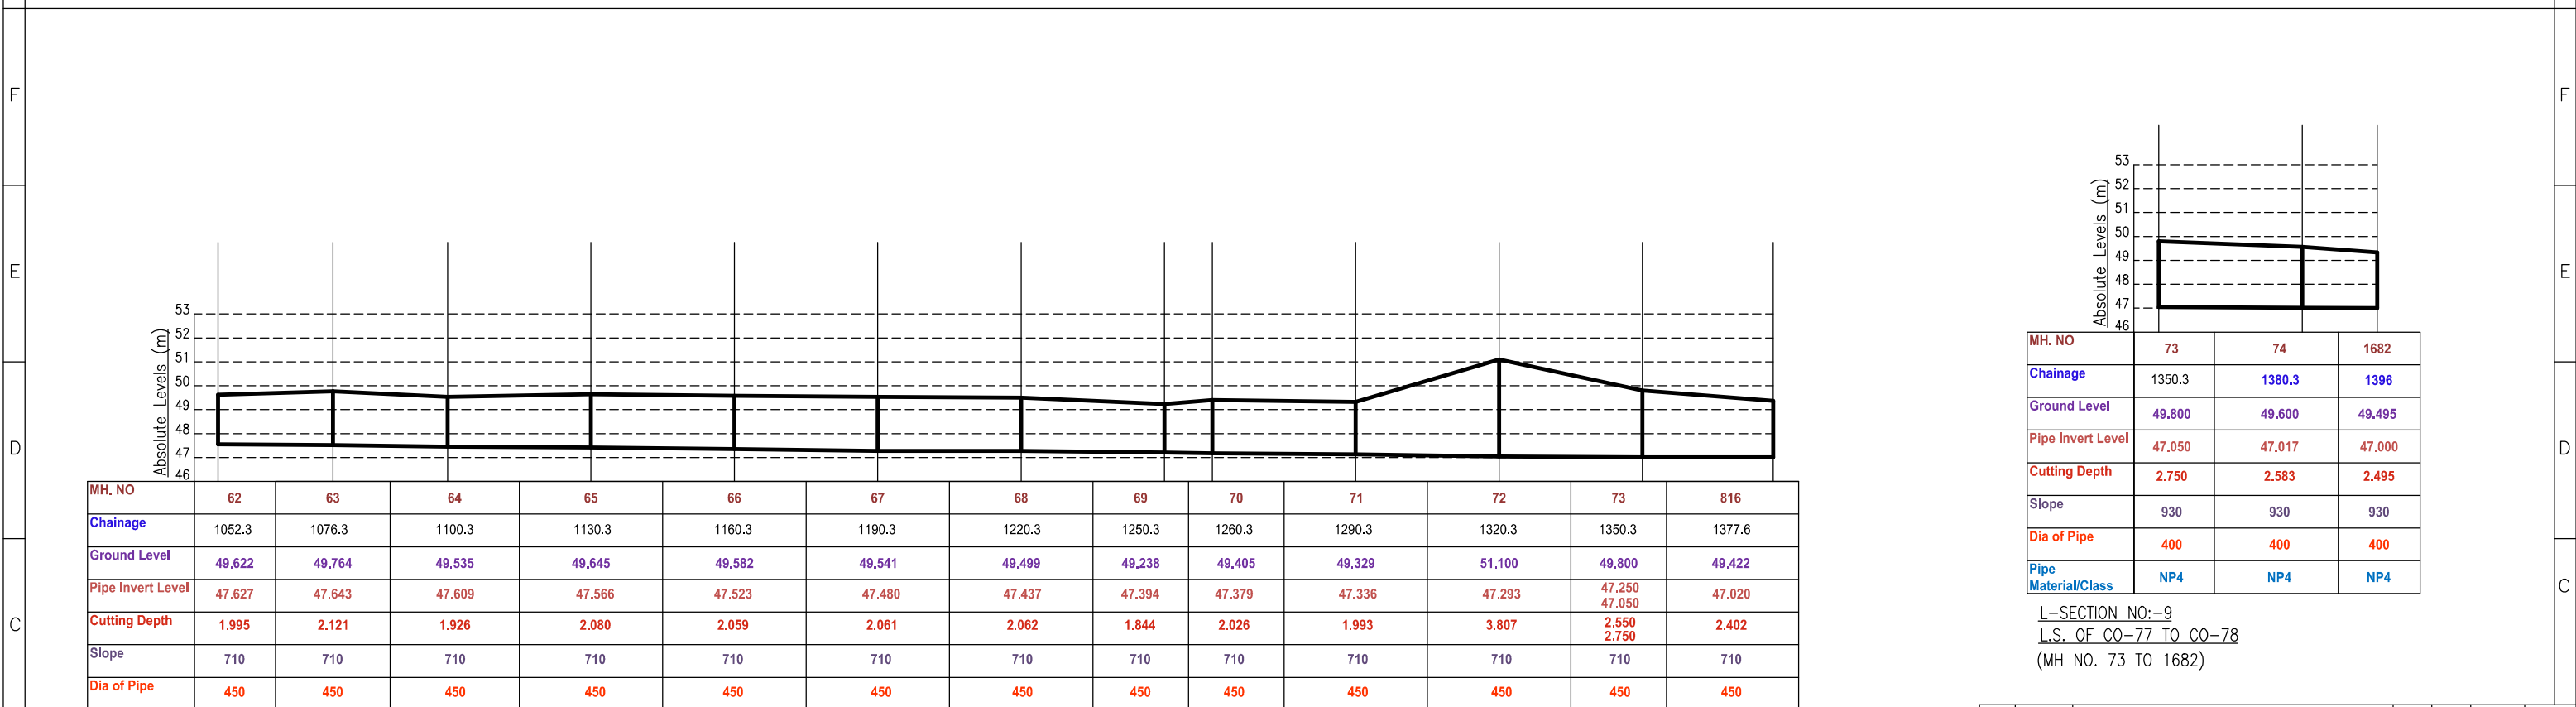 F
E
D
C
53
52
51
50
49
48
47
46
Absolute Levels (m)
MH. NO 62 63 64 65 66 67 68 69 70 71 72 73 816
Chainage 1052.3 1076.3 1100.3 1130.3 1160.3 1190.3 1220.3 1250.3 1260.3 1290.3 1320.3 1350.3 1377.6
Ground Level 49.622 49.764 49.535 49.645 49.582 49.541 49.499 49.238 49.405 49.329 51.100 49.800 49.422
Pipe Invert Level 47.627 47.643 47.609 47.566 47.523 47.480 47.437 47.394 47.379 47.336 47.293 47.250 47.020
47.050
Cutting Depth 1.995 2.121 1.926 2.080 2.059 2.061 2.062 1.844 2.026 1.993 3.807 2.550 2.402
2.750
Slope 710 710 710 710 710 710 710 710 710 710 710 710 710
Dia of Pipe 450 450 450 450 450 450 450 450 450 450 450 450 450
53
52
51
50
49
48
47
46
Absolute Levels (m)
MH. NO 73 74 1682
Chainage 1350.3 1380.3 1396
Ground Level 49.800 49.600 49.495
Pipe Invert Level 47.050 47.017 47.000
Cutting Depth 2.750 2.583 2.495
Slope 930 930 930
Dia of Pipe 400 400 400
Pipe
Material/Class NP4 NP4 NP4
L-SECTION NO:-9
L.S. OF CO-77 TO CO-78
(MH NO. 73 TO 1682)
F
E
D
C